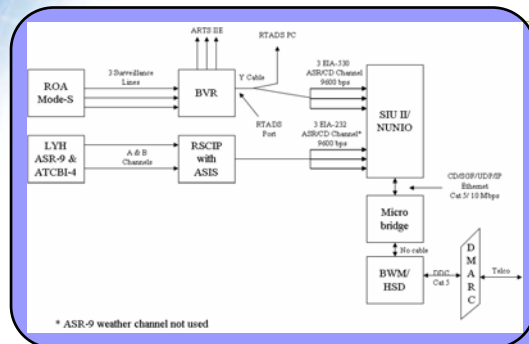 ARTS IIE
RTADS PC
ROA
Mode-S
3 Surveillance
Lines
BVR
Y Cable
3 EIA-530
ASR/CD Channel
9600 bps
SIU II/
NUNIO
RTADS
Port
LYH
ASR-9 &
ATCBI-4
A & B
Channels
RSCIP
with
ASIS
3 EIA-232
ASR/CD Channel*
9600 bps
CD/SGP/UDP/IP
Ethernet
Cat 5/ 10 Mbps
Micro
bridge
No cable
BWM/
HSD
DDC
Cat 5
DMARC
Telco
* ASR-9 weather channel not used